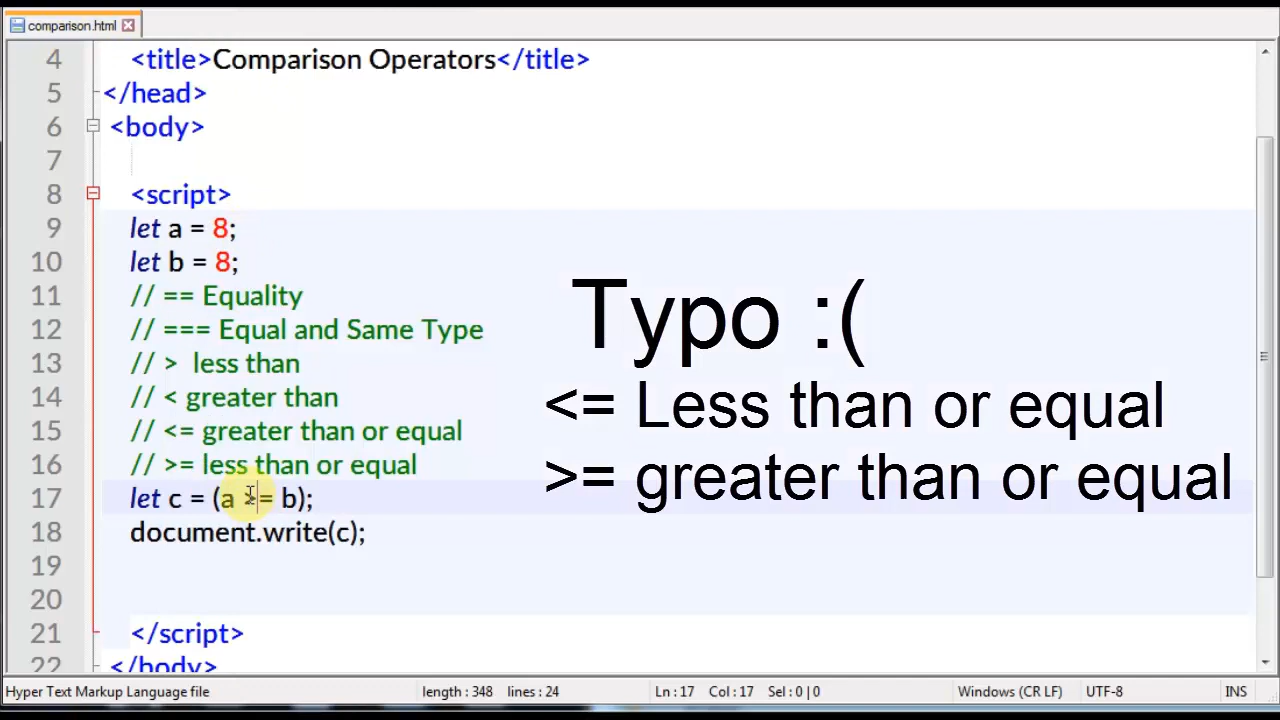 comparison.html
4 <title>Comparison Operators</title>
5 </head>
6 <body>
7
8 <script>
9 let a = 8;
10 let b = 8;
11 // == Equality
12 // === Equal and Same Type
13 // > less than
14 // < greater than
15 // <= greater than or equal
16 // >= less than or equal
17 let c = (a >= b);
18 document.write(c);
19
20
21 </script>
22 </body>
Typo :(
<= Less than or equal
>= greater than or equal
Hyper Text Markup Language file length : 348 lines : 24 Ln : 17 Col : 17 Sel : 0 | 0 Windows (CR LF) UTF-8 INS